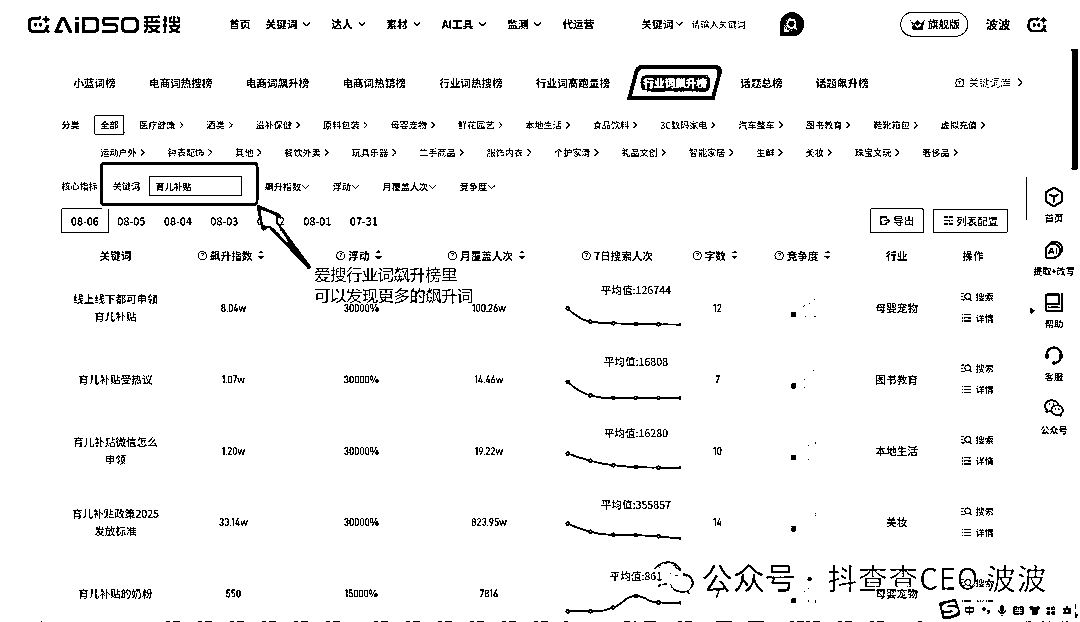 AiDSO爱搜 首页 关键词 达人 素材 AI工具 监测 代运营 关键词 请输入关键词 旗舰版 波波
小蓝词榜 电商词热搜榜 电商词飙升榜 电商词热销榜 行业词热搜榜 行业词高跑量榜 行业词飙升榜 话题总榜 话题飙升榜 关键词库
分类 全部 医疗健康 酒类 滋补保健 原料包装 母婴宠物 鲜花园艺 本地生活 食品饮料 3C数码家电 汽车整车 图书教育 鞋靴箱包 虚拟充值
运动户外 钟表配饰 其他 餐饮外卖 玩具乐器 二手商品 服饰内衣 个护家清 礼品文创 智能家居 生鲜 美妆 珠宝文玩 奢侈品
核心指标 关键词 育儿补贴 飙升指数 浮动 月覆盖人次 竞争度
08-06 08-05 08-04 08-03 08-01 07-31 导出 列表配置
首页
关键词 飙升指数 浮动 月覆盖人次 7日搜索人次 字数 竞争度 行业 操作
提取+改写
爱搜行业词飙升榜里
可以发现更多的飙升词
线上线下都可申领
育儿补贴
8.04w 30000% 100.26w 平均值:126744 12 母婴宠物 搜索
详情
帮助
育儿补贴受热议 1.07w 30000% 14.46w 平均值:16808 7 图书教育 搜索
详情
客服
公众号
育儿补贴微信怎么
申领
1.20w 30000% 19.22w 平均值:16280 10 本地生活 搜索
详情
育儿补贴政策2025
发放标准
33.14w 30000% 823.95w 平均值:355857 14 美妆 搜索
详情
育儿补贴的奶粉 550 15000% 7816 平均值:861 母婴宠物
公众号 · 抖查查CEO 波波
中